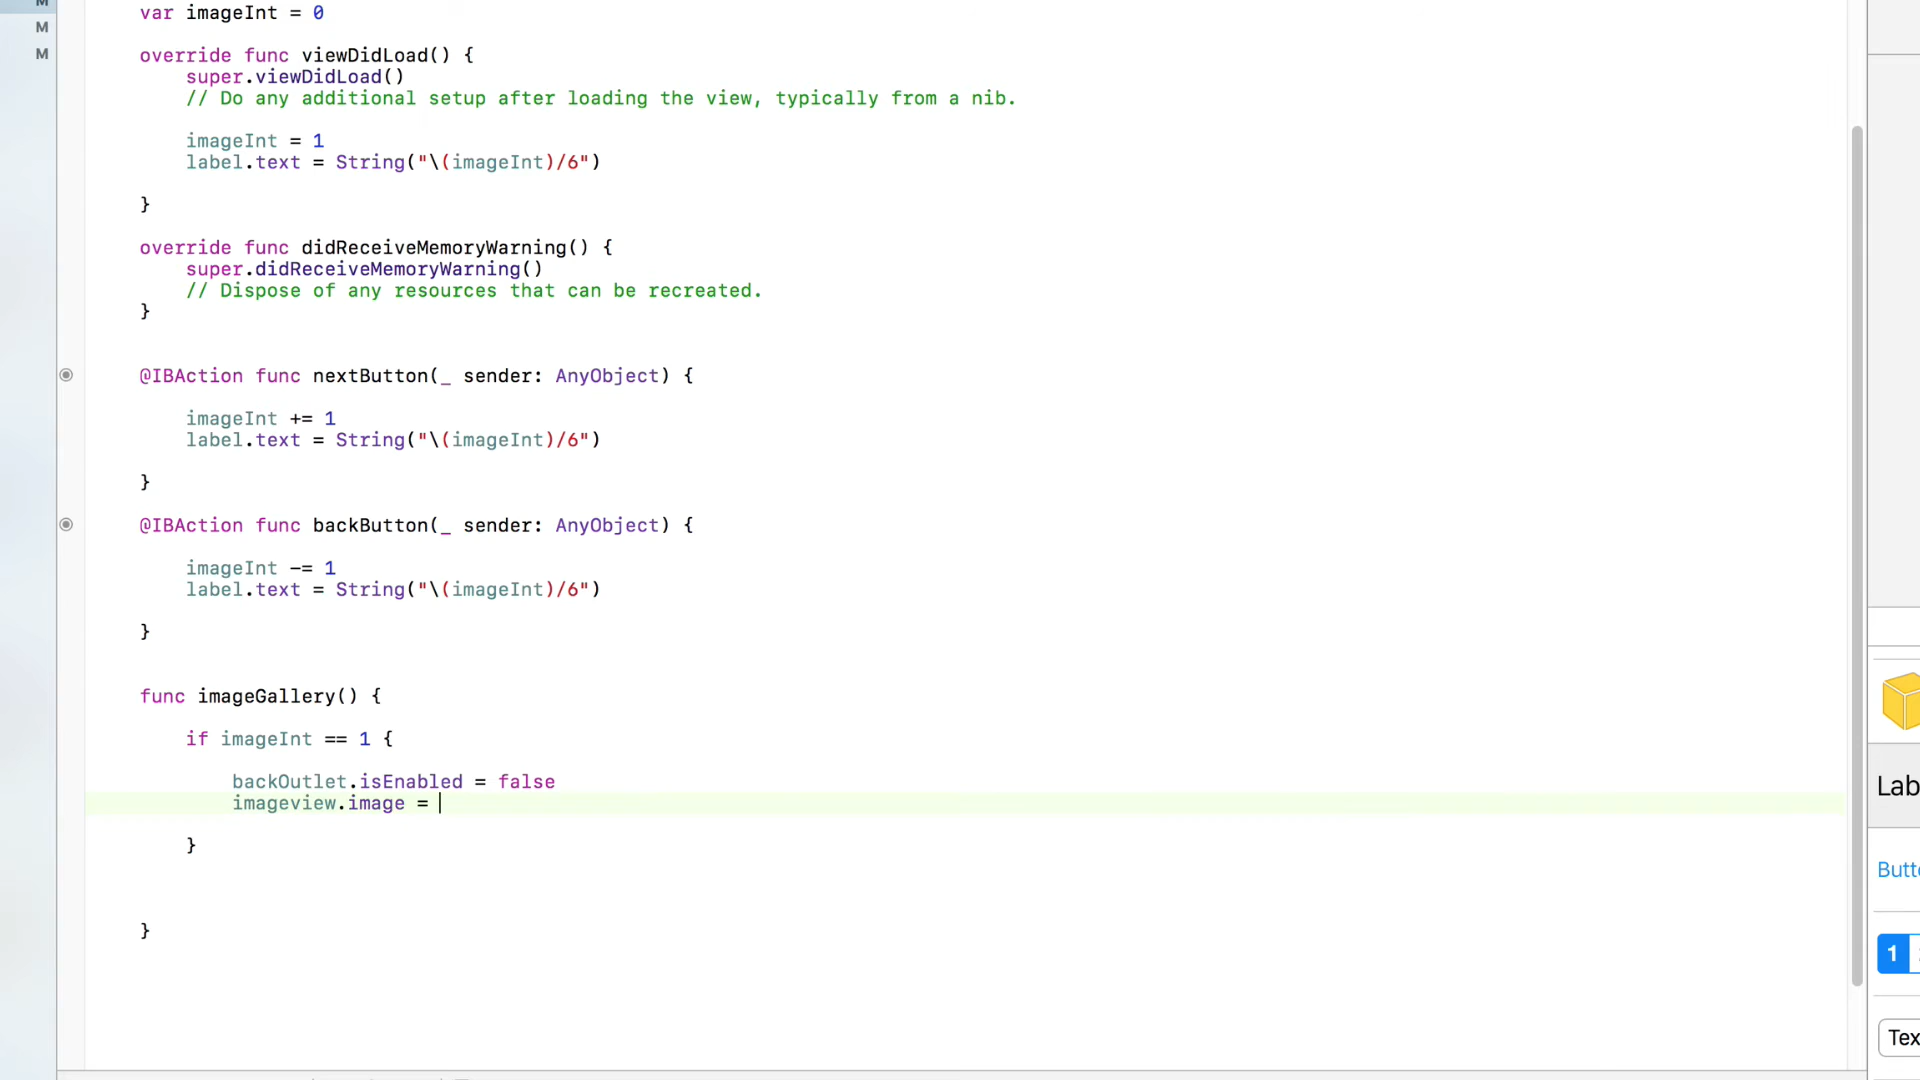 M
var imageInt = 0
M
override func viewDidLoad() {
M
super.viewDidLoad()
// Do any additional setup after loading the view, typically from a nib.
imageInt = 1
label.text = String("\(imageInt)/6")
}
override func didReceiveMemoryWarning() {
super.didReceiveMemoryWarning()
// Dispose of any resources that can be recreated.
}
@IBAction func nextButton(_ sender: AnyObject) {
imageInt += 1
label.text = String("\(imageInt)/6")
}
@IBAction func backButton(_ sender: AnyObject) {
imageInt -= 1
label.text = String("\(imageInt)/6")
}
func imageGallery() {
if imageInt == 1 {
backOutlet.isEnabled = false
imageview.image =
}
}
Lab
Butt
1
Tex